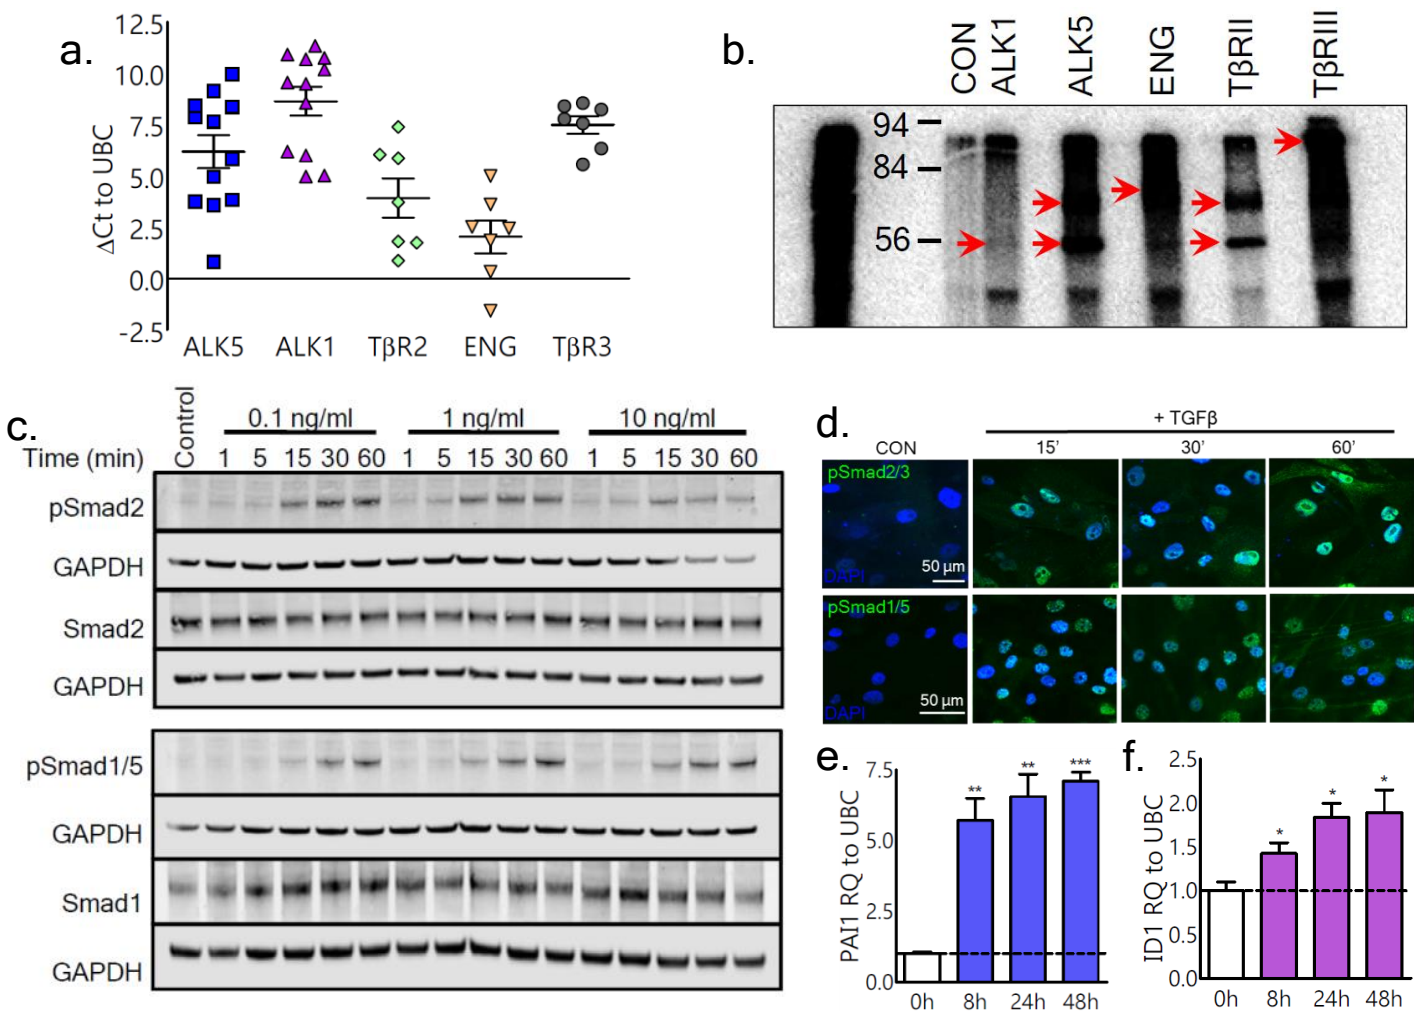 a.
12.5
10.0
7.5
5.0
2.5
0.0
-2.5
ΔCt to UBC
ALK5 ALK1 TβR2 ENG TβR3
b.
CON ALK1 ALK5 ENG TβRII TβRIII
94
84
56
c.
Control 0.1 ng/ml 1 ng/ml 10 ng/ml
Time (min) 1 5 15 30 60 1 5 15 30 60 1 5 15 30 60
pSmad2
GAPDH
Smad2
GAPDH
pSmad1/5
GAPDH
Smad1
GAPDH
d.
+ TGFβ
CON 15' 30' 60'
pSmad2/3
DAPI 50 µm
pSmad1/5
DAPI 50 µm
e.
7.5
5.0
2.5
0.0
PAI1 RQ to UBC
** ** ***
0h 8h 24h 48h
f.
2.5
2.0
1.5
1.0
0.5
0.0
ID1 RQ to UBC
* * *
0h 8h 24h 48h